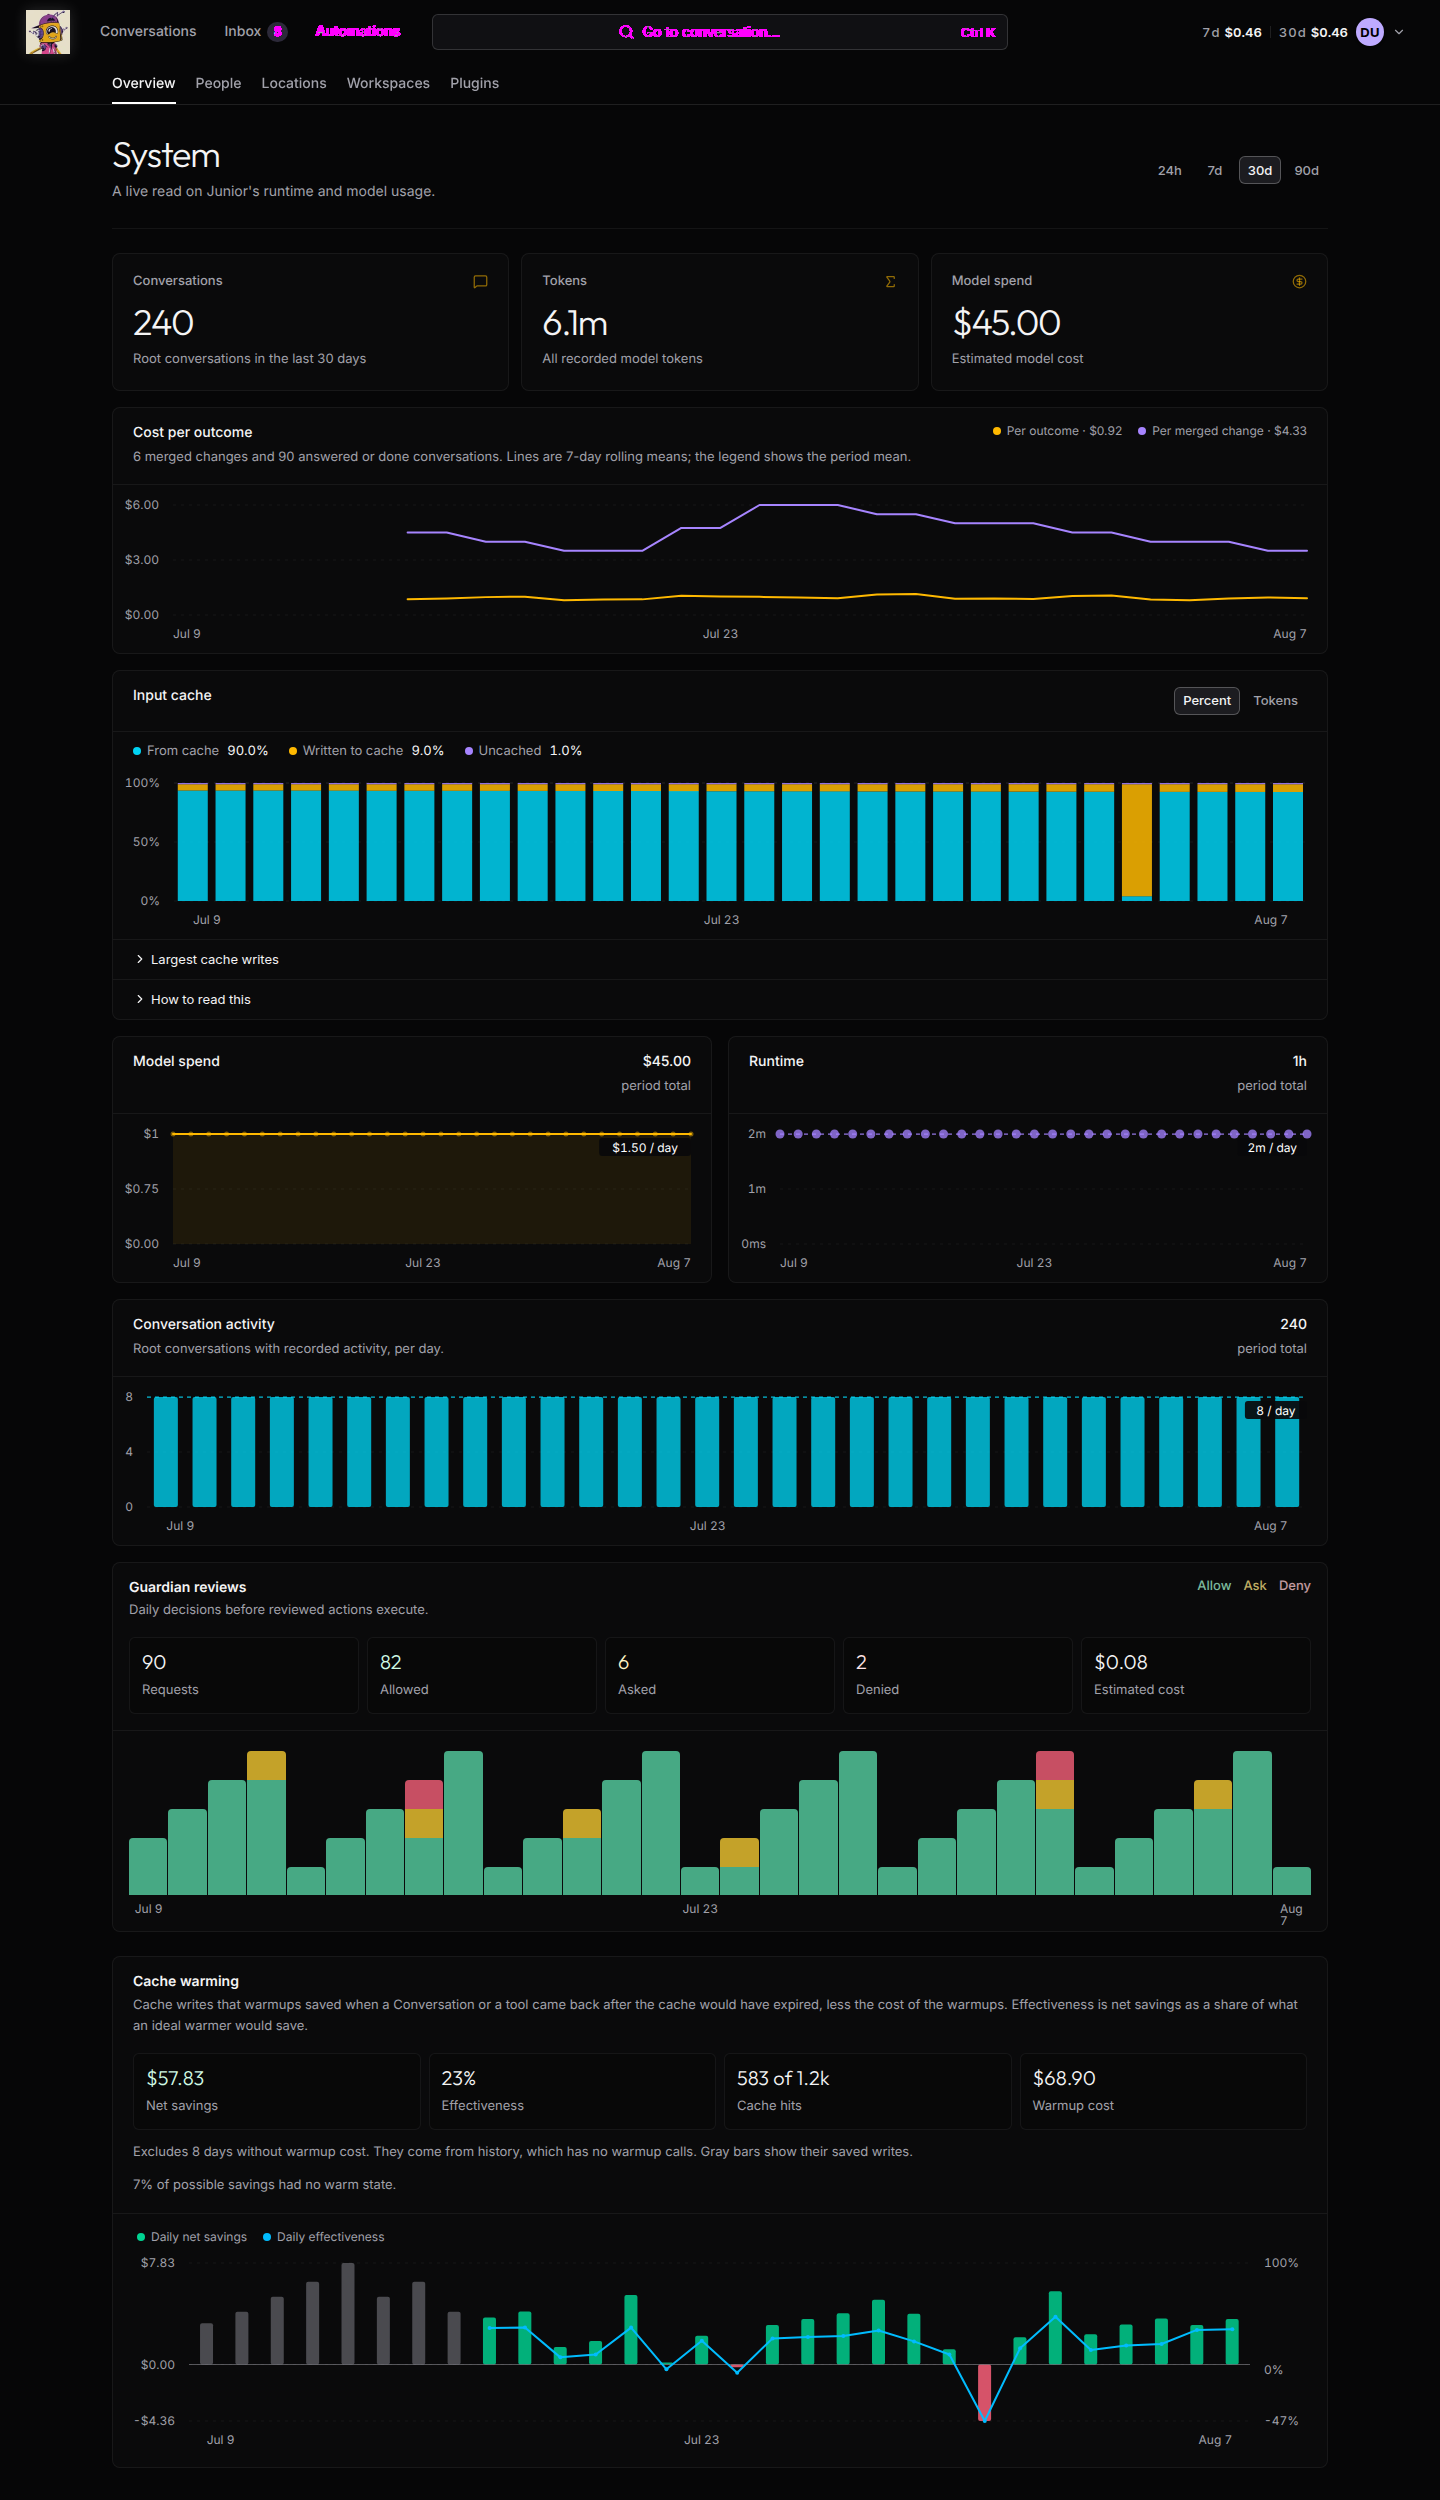 Conversations
Inbox
Automations
Go to conversation...
Ctrl K
7d $0.46
30d $0.46
DU
Overview
People
Locations
Workspaces
Plugins
System
A live read on Junior's runtime and model usage.
24h
7d
30d
90d
Conversations
240
Root conversations in the last 30 days
Tokens
6.1m
All recorded model tokens
Model spend
$45.00
Estimated model cost
Cost per outcome
Per outcome · $0.92
Per merged change · $4.33
6 merged changes and 90 answered or done conversations. Lines are 7-day rolling means; the legend shows the period mean.
$6.00
$3.00
$0.00
Jul 9
Jul 23
Aug 7
Input cache
Percent
Tokens
From cache 90.0%
Written to cache 9.0%
Uncached 1.0%
100%
50%
0%
Jul 9
Jul 23
Aug 7
Largest cache writes
How to read this
Model spend
$45.00
period total
$1
$1.50 / day
$0.75
$0.00
Jul 9
Jul 23
Aug 7
Runtime
1h
period total
2m
2m / day
1m
0ms
Jul 9
Jul 23
Aug 7
Conversation activity
240
Root conversations with recorded activity, per day.
period total
8
8 / day
4
0
Jul 9
Jul 23
Aug 7
Guardian reviews
Allow
Ask
Deny
Daily decisions before reviewed actions execute.
90
Requests
82
Allowed
6
Asked
2
Denied
$0.08
Estimated cost
Jul 9
Jul 23
Aug
7
Cache warming
Cache writes that warmups saved when a Conversation or a tool came back after the cache would have expired, less the cost of the warmups. Effectiveness is net savings as a share of what
an ideal warmer would save.
$57.83
Net savings
23%
Effectiveness
583 of 1.2k
Cache hits
$68.90
Warmup cost
Excludes 8 days without warmup cost. They come from history, which has no warmup calls. Gray bars show their saved writes.
7% of possible savings had no warm state.
Daily net savings
Daily effectiveness
$7.83
100%
$0.00
0%
-$4.36
-47%
Jul 9
Jul 23
Aug 7